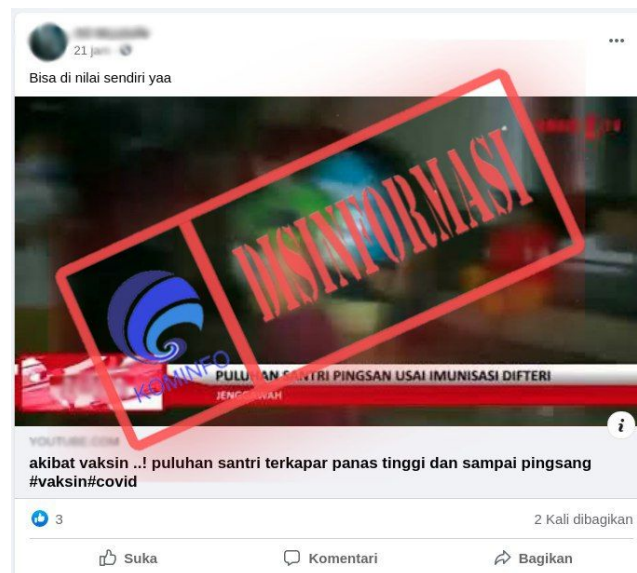 21 jam
Bisa di nilai sendiri yaa
DISINFORMASI
KOMINFO
PULUHAN SANTRI PINGSAN USAI IMUNISASI DIFTERI
JENGGAWAH
YOUTUBE.COM
akibat vaksin ..! puluhan santri terkapar panas tinggi dan sampai pingsang
#vaksin#covid
3
2 Kali dibagikan
Suka
Komentari
Bagikan